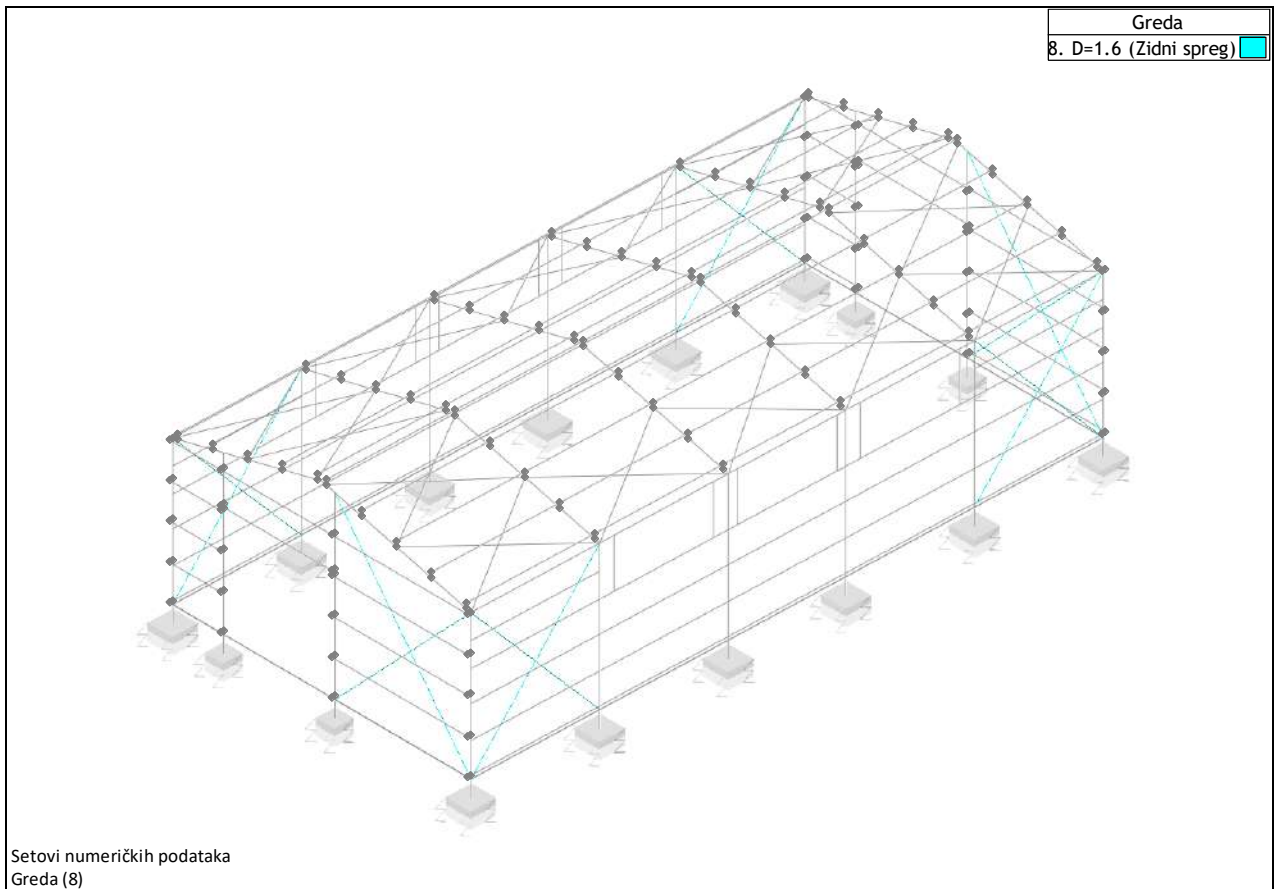 Greda
8. D=1.6 (Zidni spreg)
Setovi numeričkih podataka
Greda (8)